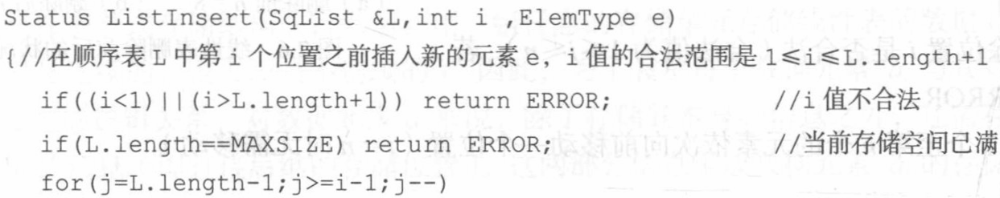 Status ListInsert(SqList &L,int i ,ElemType e)
{//在顺序表 L 中第 i 个位置之前插入新的元素 e, i 值的合法范围是 1≤i≤L.length+1
if((i<1)||(i>L.length+1)) return ERROR; //i 值不合法
if(L.length==MAXSIZE) return ERROR; //当前存储空间已满
for(j=L.length-1;j>=i-1;j--)